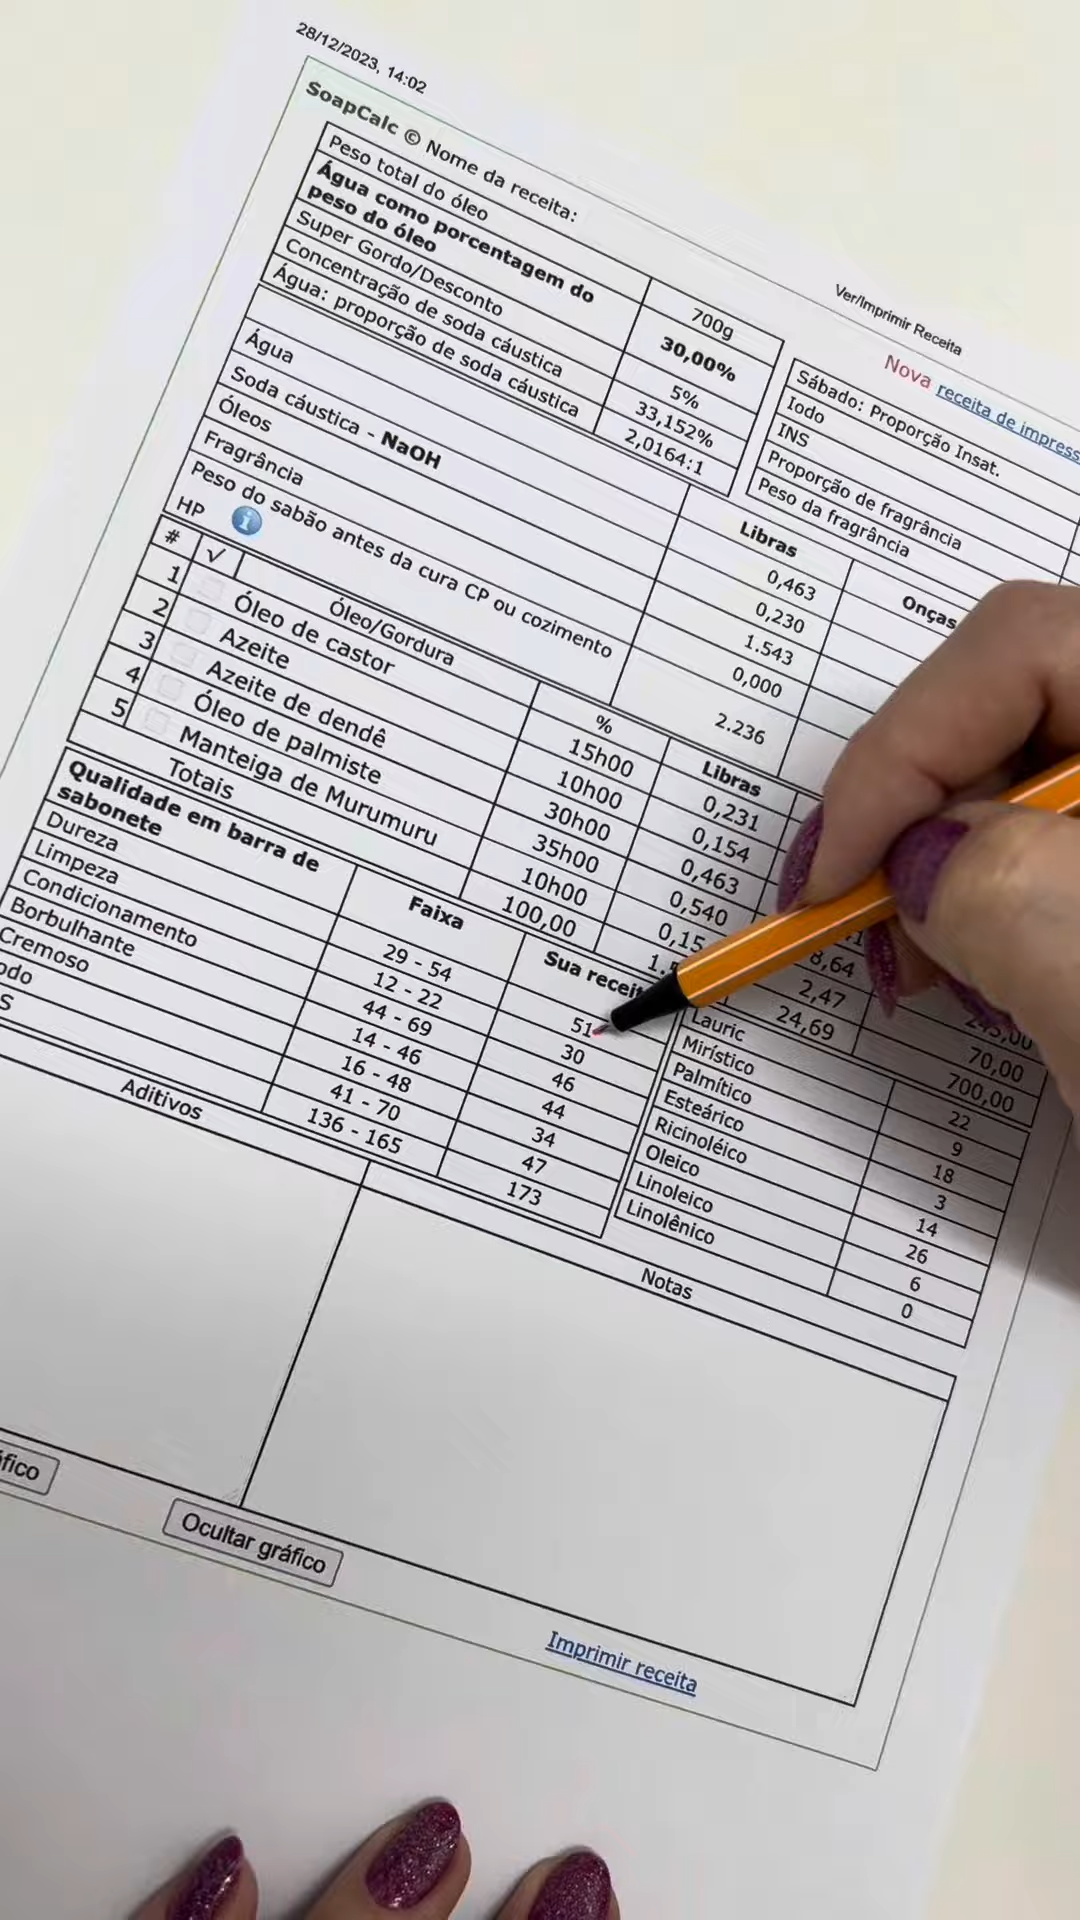 28/12/2023, 14:02
Ver/Imprimir Receita
SoapCalc © Nome da receita:
Nova receita de impress
Peso total do óleo 700g
Água como porcentagem do peso do óleo 30,00%
Super Gordo/Desconto 5%
Concentração de soda cáustica 33,152%
Água: proporção de soda cáustica 2,0164:1
Sábado: Proporção Insat.
Iodo
INS
Proporção de fragrância
Peso da fragrância
Libras Onças
Água 0,463
Soda cáustica - NaOH 0,230
Óleos 1.543
Fragrância 0,000
Peso do sabão antes da cura CP ou cozimento HP 2.236
# √ Óleo/Gordura % Libras
1 Óleo de castor 15h00 0,231
2 Azeite 10h00 0,154
3 Azeite de dendê 30h00 0,463
4 Óleo de palmiste 35h00 0,540 8,64 245,00
5 Manteiga de Murumuru 10h00 0,15 2,47 70,00
Totais 100,00 24,69 700,00
Qualidade em barra de sabonete Faixa Sua receit
Dureza 29 - 54 51
Limpeza 12 - 22 30
Condicionamento 44 - 69 46
Borbulhante 14 - 46 44
Cremoso 16 - 48 34
odo 41 - 70 47
S 136 - 165 173
Lauric 22
Mirístico 9
Palmítico 18
Esteárico 3
Ricinoléico 14
Oleico 26
Linoleico 6
Linolênico 0
Aditivos Notas
áfico
Ocultar gráfico
Imprimir receita